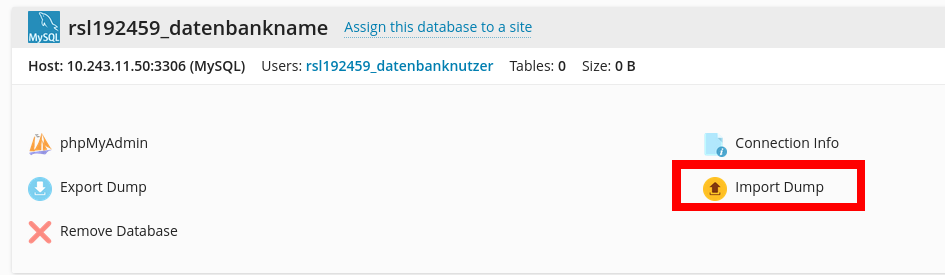 MySQL rsl192459_datenbankname Assign this database to a site
Host: 10.243.11.50:3306 (MySQL) Users: rsl192459_datenbanknutzer Tables: 0 Size: 0 B
phpMyAdmin Connection Info
Export Dump Import Dump
Remove Database